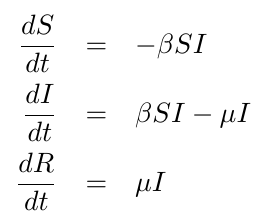 dS/dt = −βSI
dI/dt = βSI − μI
dR/dt = μI